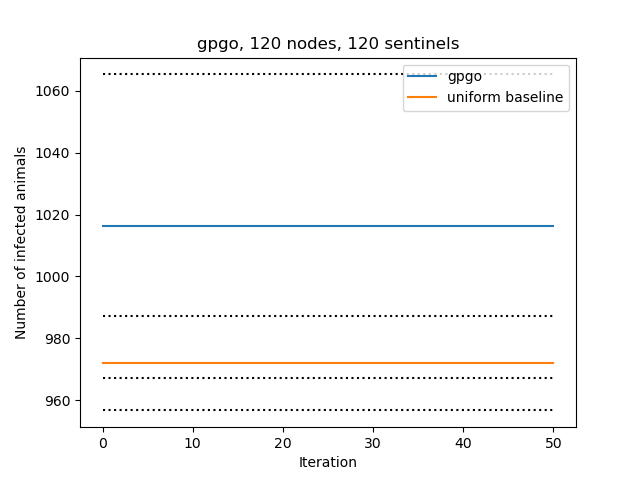 gpgo, 120 nodes, 120 sentinels
gpgo
uniform baseline
Number of infected animals
1060
1040
1020
1000
980
960
0 10 20 30 40 50
Iteration